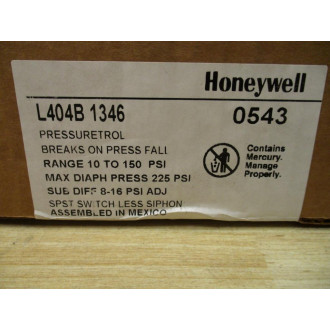 Honeywell
L404B 1346 0543
PRESSURETROL
BREAKS ON PRESS FALL
RANGE 10 TO 150 PSI
MAX DIAPH PRESS 225 PSI
SUB DIFF 8-16 PSI ADJ
SPST SWITCH LESS SIPHON
ASSEMBLED IN MEXICO
Contains
Mercury.
Manage
Properly.